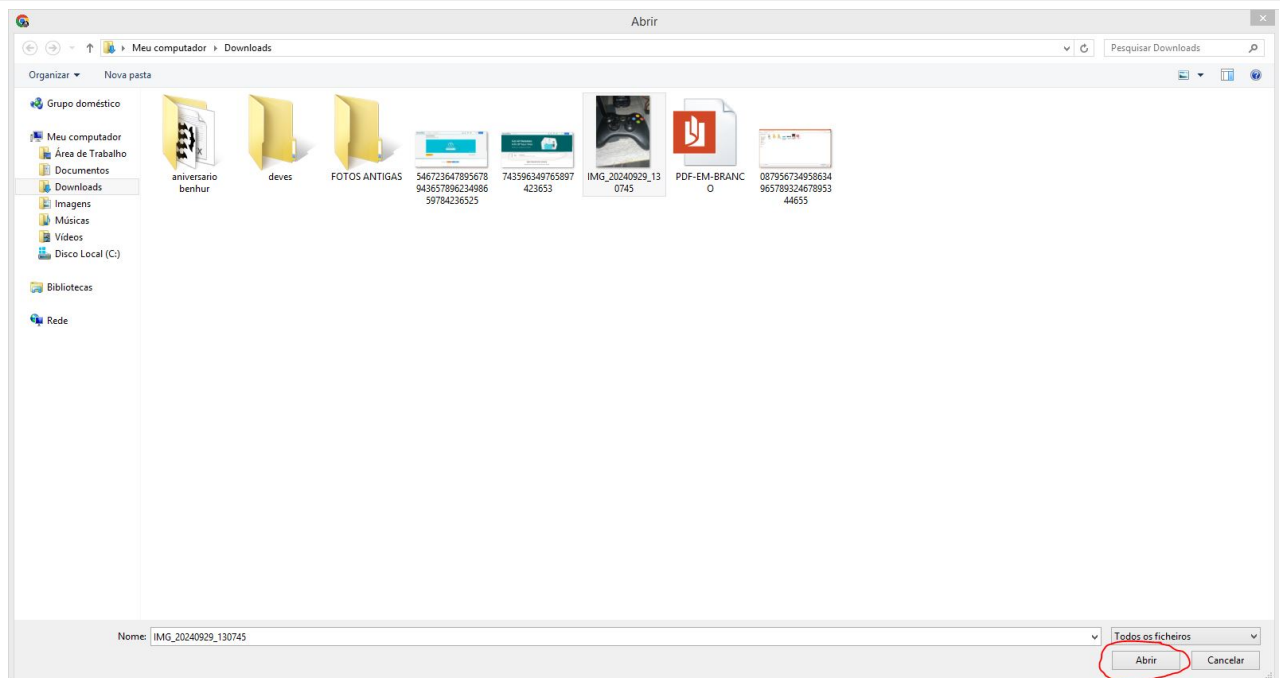 Abrir
Meu computador Downloads
Pesquisar Downloads
Organizar Nova pasta
Grupo doméstico
Meu computador
Área de Trabalho
Documentos
Downloads
Imagens
Músicas
Vídeos
Disco Local (C:)
Bibliotecas
Rede
aniversario
benhur
deves
FOTOS ANTIGAS
546723647895678
943657896234986
59784236525
743596349765897
423653
IMG_20240929_13
0745
PDF-EM-BRANC
O
087956734958634
965789324678953
44655
Nome: IMG_20240929_130745
Todos os ficheiros
Abrir Cancelar